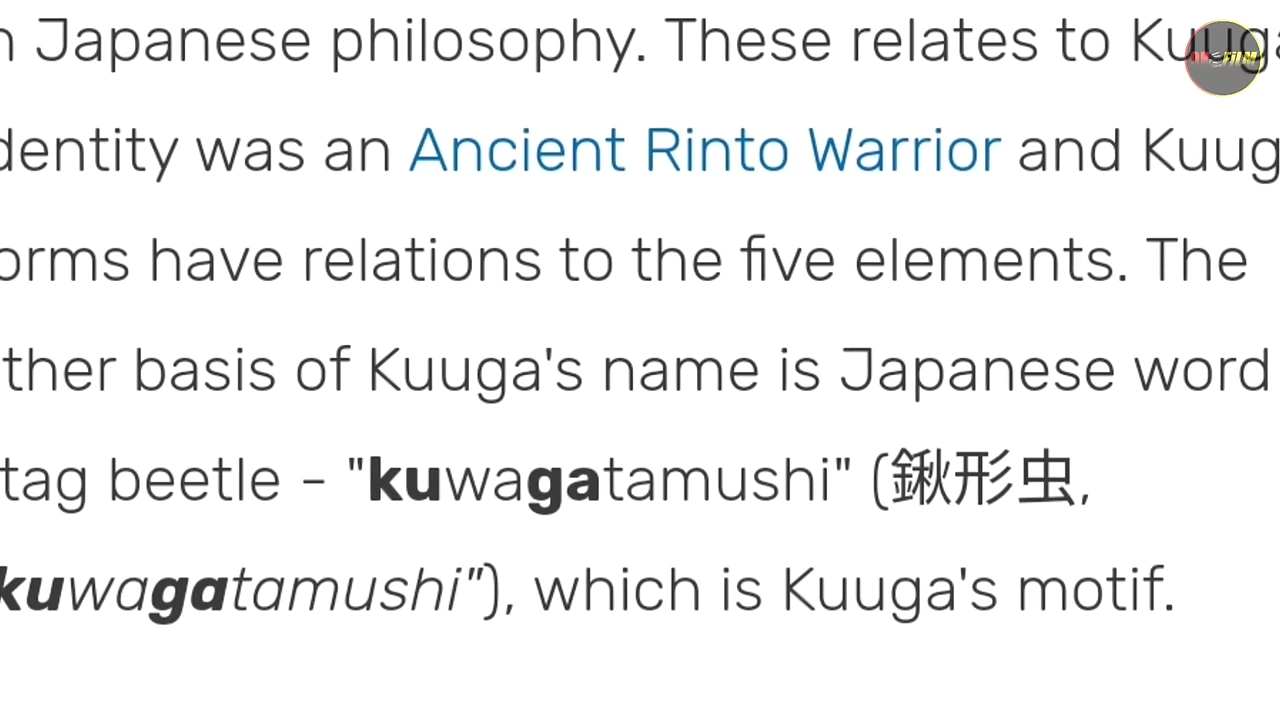 n Japanese philosophy. These relates to Kuuga
dentity was an Ancient Rinto Warrior and Kuug
orms have relations to the five elements. The
ther basis of Kuuga's name is Japanese word
tag beetle - "kuwagatamushi" (鍬形虫,
kuwagatamushi"), which is Kuuga's motif.